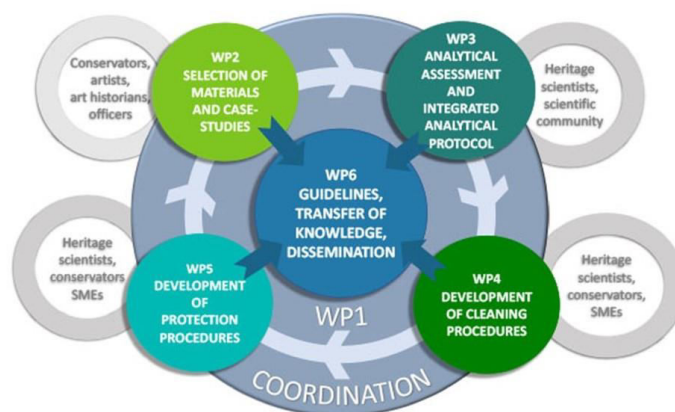 Conservators,
artists,
art historians,
officers
WP2
SELECTION OF
MATERIALS
AND CASE-
STUDIES
WP3
ANALYTICAL
ASSESSMENT
AND
INTEGRATED
ANALYTICAL
PROTOCOL
Heritage
scientists,
scientific
community
WP6
GUIDELINES,
TRANSFER OF
KNOWLEDGE,
DISSEMINATION
Heritage
scientists,
conservators
SMEs
WP5
DEVELOPMENT
OF
PROTECTION
PROCEDURES
WP4
DEVELOPMENT
OF CLEANING
PROCEDURES
Heritage
scientists,
conservators,
SMEs
WP1
COORDINATION